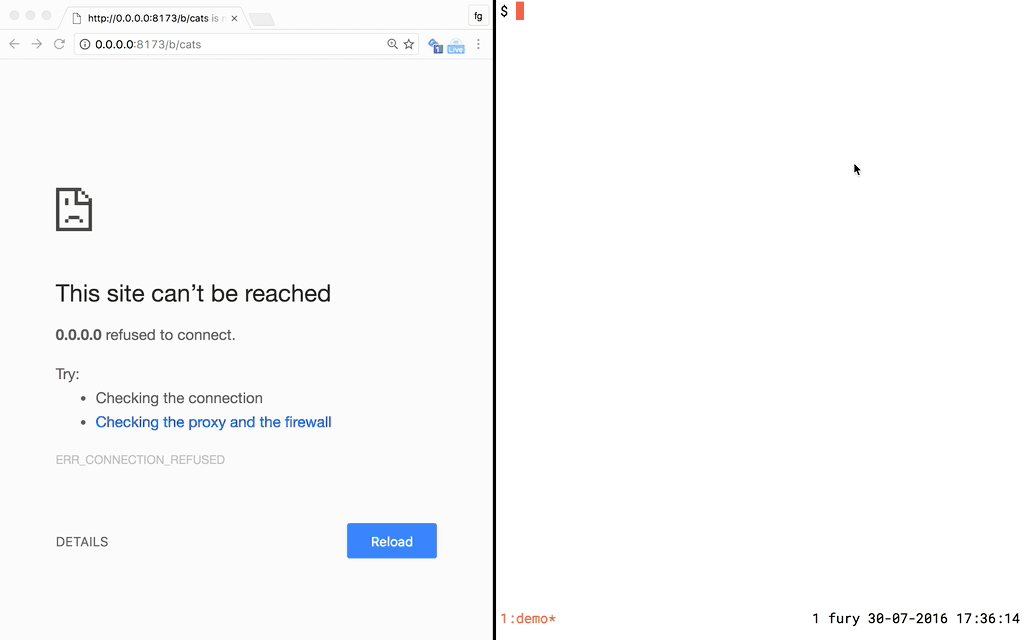 http://0.0.0.0:8173/b/cats is
fg
0.0.0.0:8173/b/cats
1
Live
This site can’t be reached
0.0.0.0 refused to connect.
Try:
• Checking the connection
• Checking the proxy and the firewall
ERR_CONNECTION_REFUSED
DETAILS
Reload
$
1:demo*
1 fury 30-07-2016 17:36:14